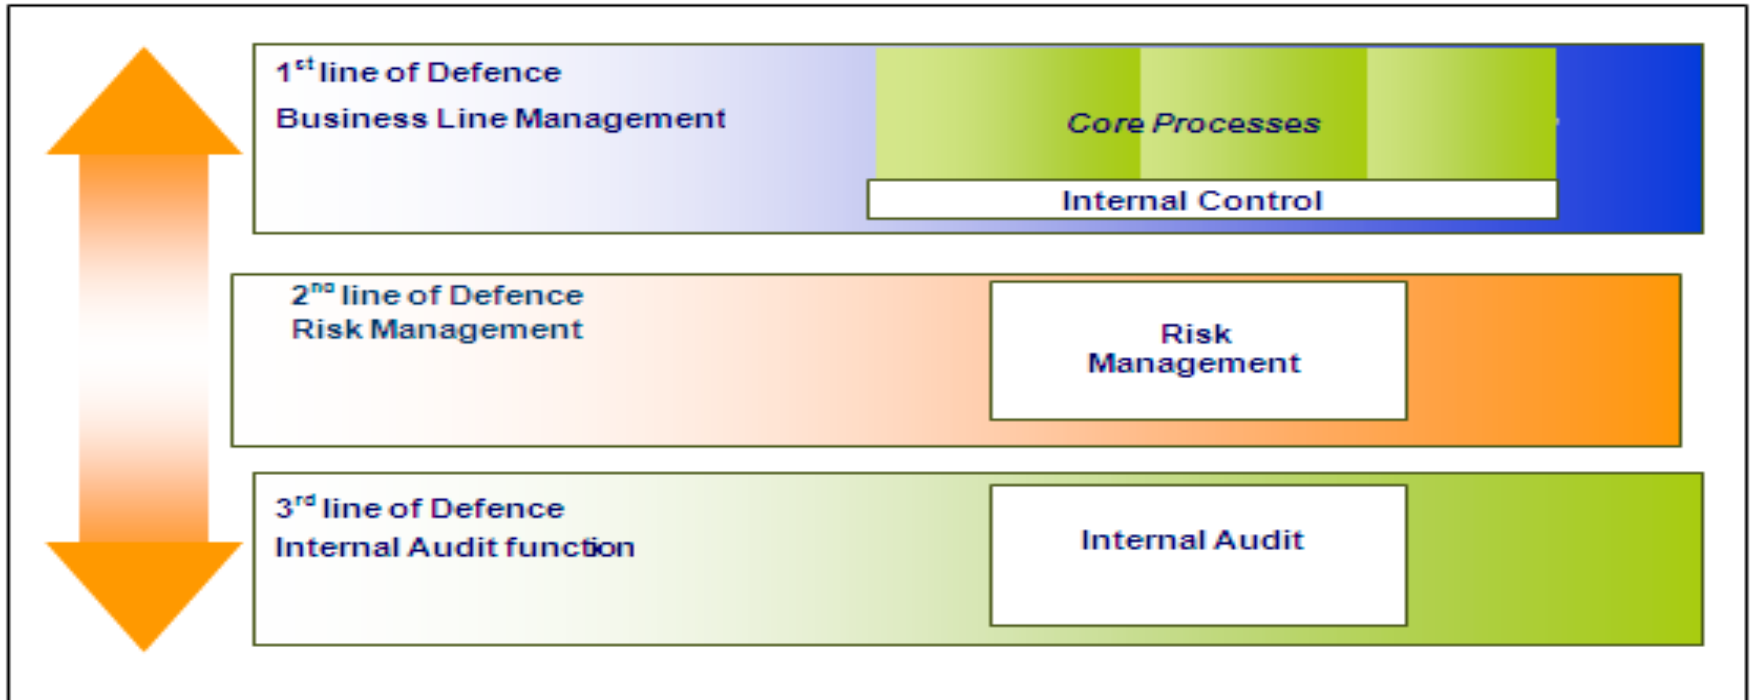 1st line of Defence
Business Line Management
Core Processes
Internal Control
2nd line of Defence
Risk Management
Risk
Management
3rd line of Defence
Internal Audit function
Internal Audit